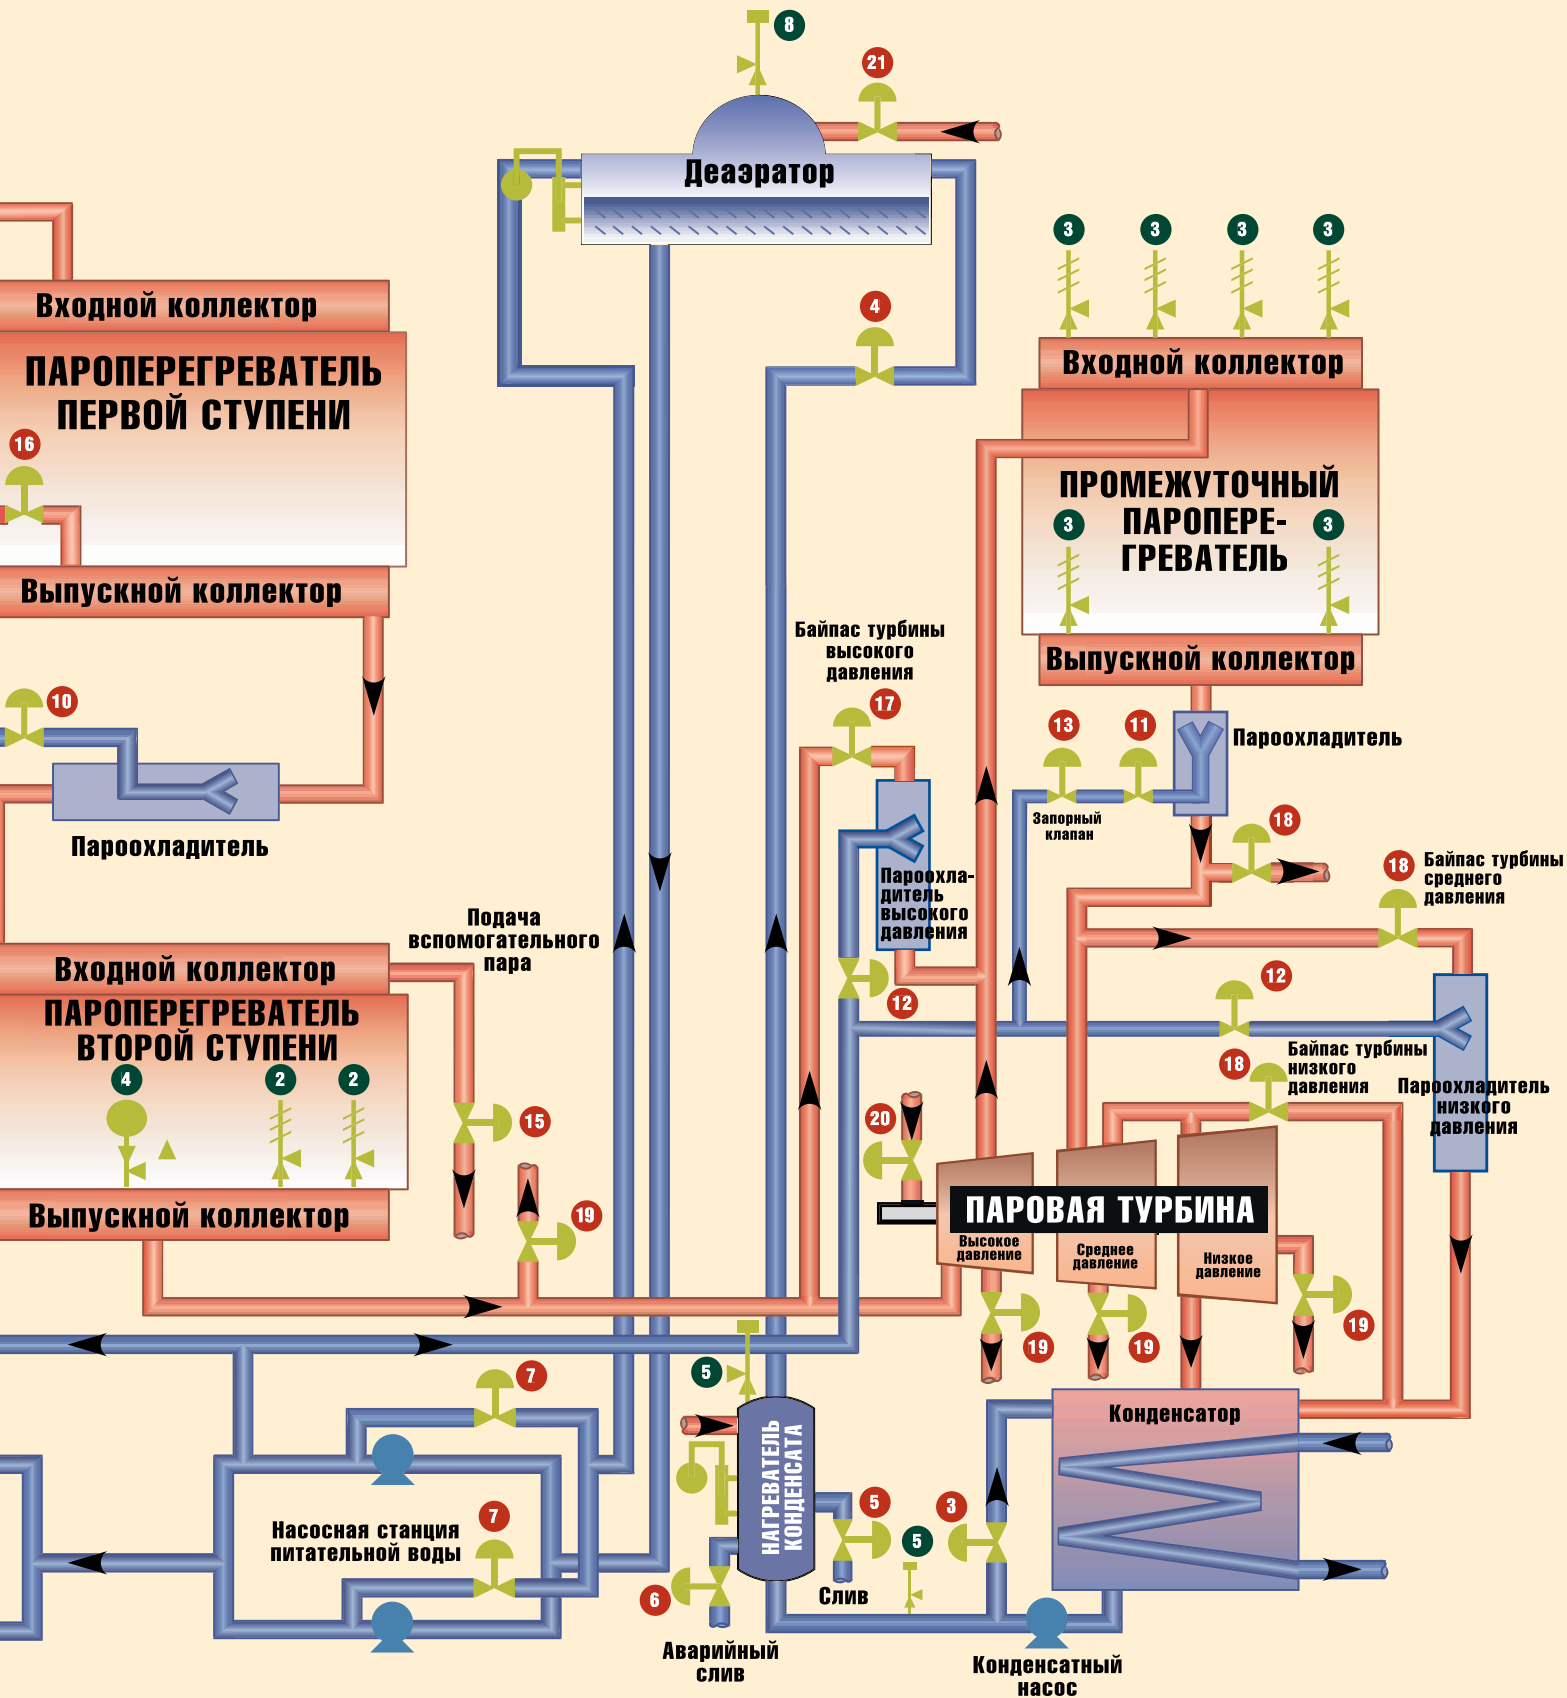 8
21
Деаэратор
3
3
3
3
Входной коллектор
4
Входной коллектор
ПАРОПЕРЕГРЕВАТЕЛЬ
ПЕРВОЙ СТУПЕНИ
16
ПРОМЕЖУТОЧНЫЙ
ПАРОПЕРЕ-
ГРЕВАТЕЛЬ
3
3
Выпускной коллектор
Байпас турбины
высокого
давления
Выпускной коллектор
10
17
13
11
Пароохладитель
Запорный
клапан
18
Пароохладитель
18
Байпас турбины
среднего
давления
Пароохла-
дитель
высокого
давления
Подача
вспомогательного
пара
Входной коллектор
12
12
ПАРОПЕРЕГРЕВАТЕЛЬ
ВТОРОЙ СТУПЕНИ
4
2
2
18
Байпас турбины
низкого
давления
Пароохладитель
низкого
давления
15
20
Выпускной коллектор
19
ПАРОВАЯ ТУРБИНА
Высокое
давление
Среднее
давление
Низкое
давление
19
19
19
7
5
Конденсатор
НАГРЕВАТЕЛЬ
КОНДЕНСАТА
7
5
3
5
Насосная станция
питательной воды
6
Слив
Аварийный
слив
Конденсатный
насос